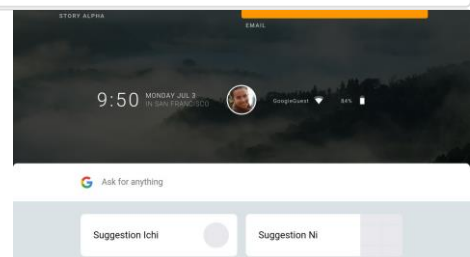 STORY ALPHA
EMAIL
9:50 MONDAY JUL 3
IN SAN FRANCISCO
GoogleGuest 84%
Ask for anything
Suggestion Ichi
Suggestion Ni